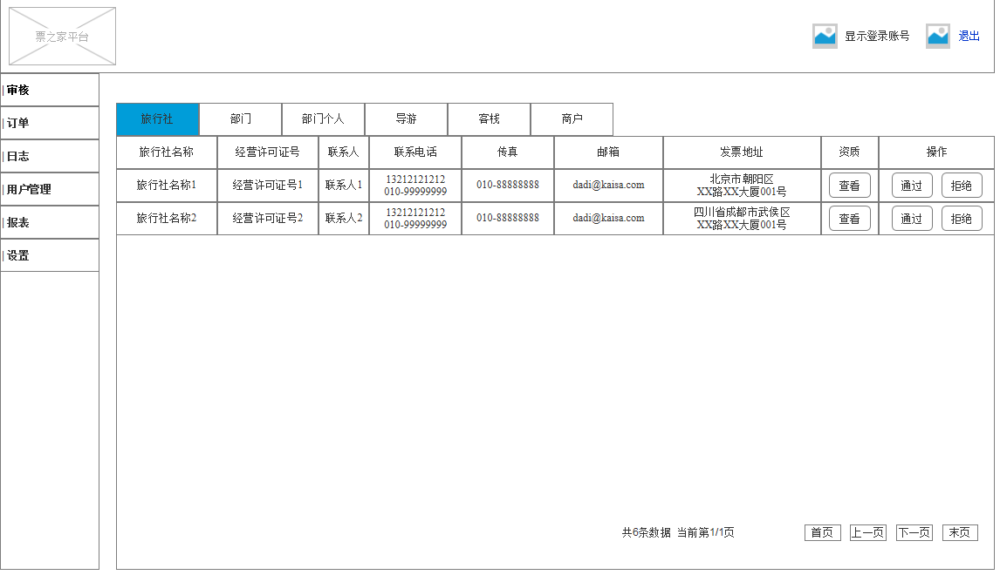 票之家平台
显示登录账号 退出
审核
订单
日志
用户管理
报表
设置
旅行社 部门 部门个人 导游 客栈 商户
旅行社名称 经营许可证号 联系人 联系电话 传真 邮箱 发票地址 资质 操作
旅行社名称1 经营许可证号1 联系人1 13212121212 010-88888888 dadi@kaisa.com 北京市朝阳区 查看 通过 拒绝
010-99999999 XX路XX大厦001号
旅行社名称2 经营许可证号2 联系人2 13212121212 010-88888888 dadi@kaisa.com 四川省成都市武侯区 查看 通过 拒绝
010-99999999 XX路XX大厦001号
共6条数据 当前第1/1页 首页 上一页 下一页 末页